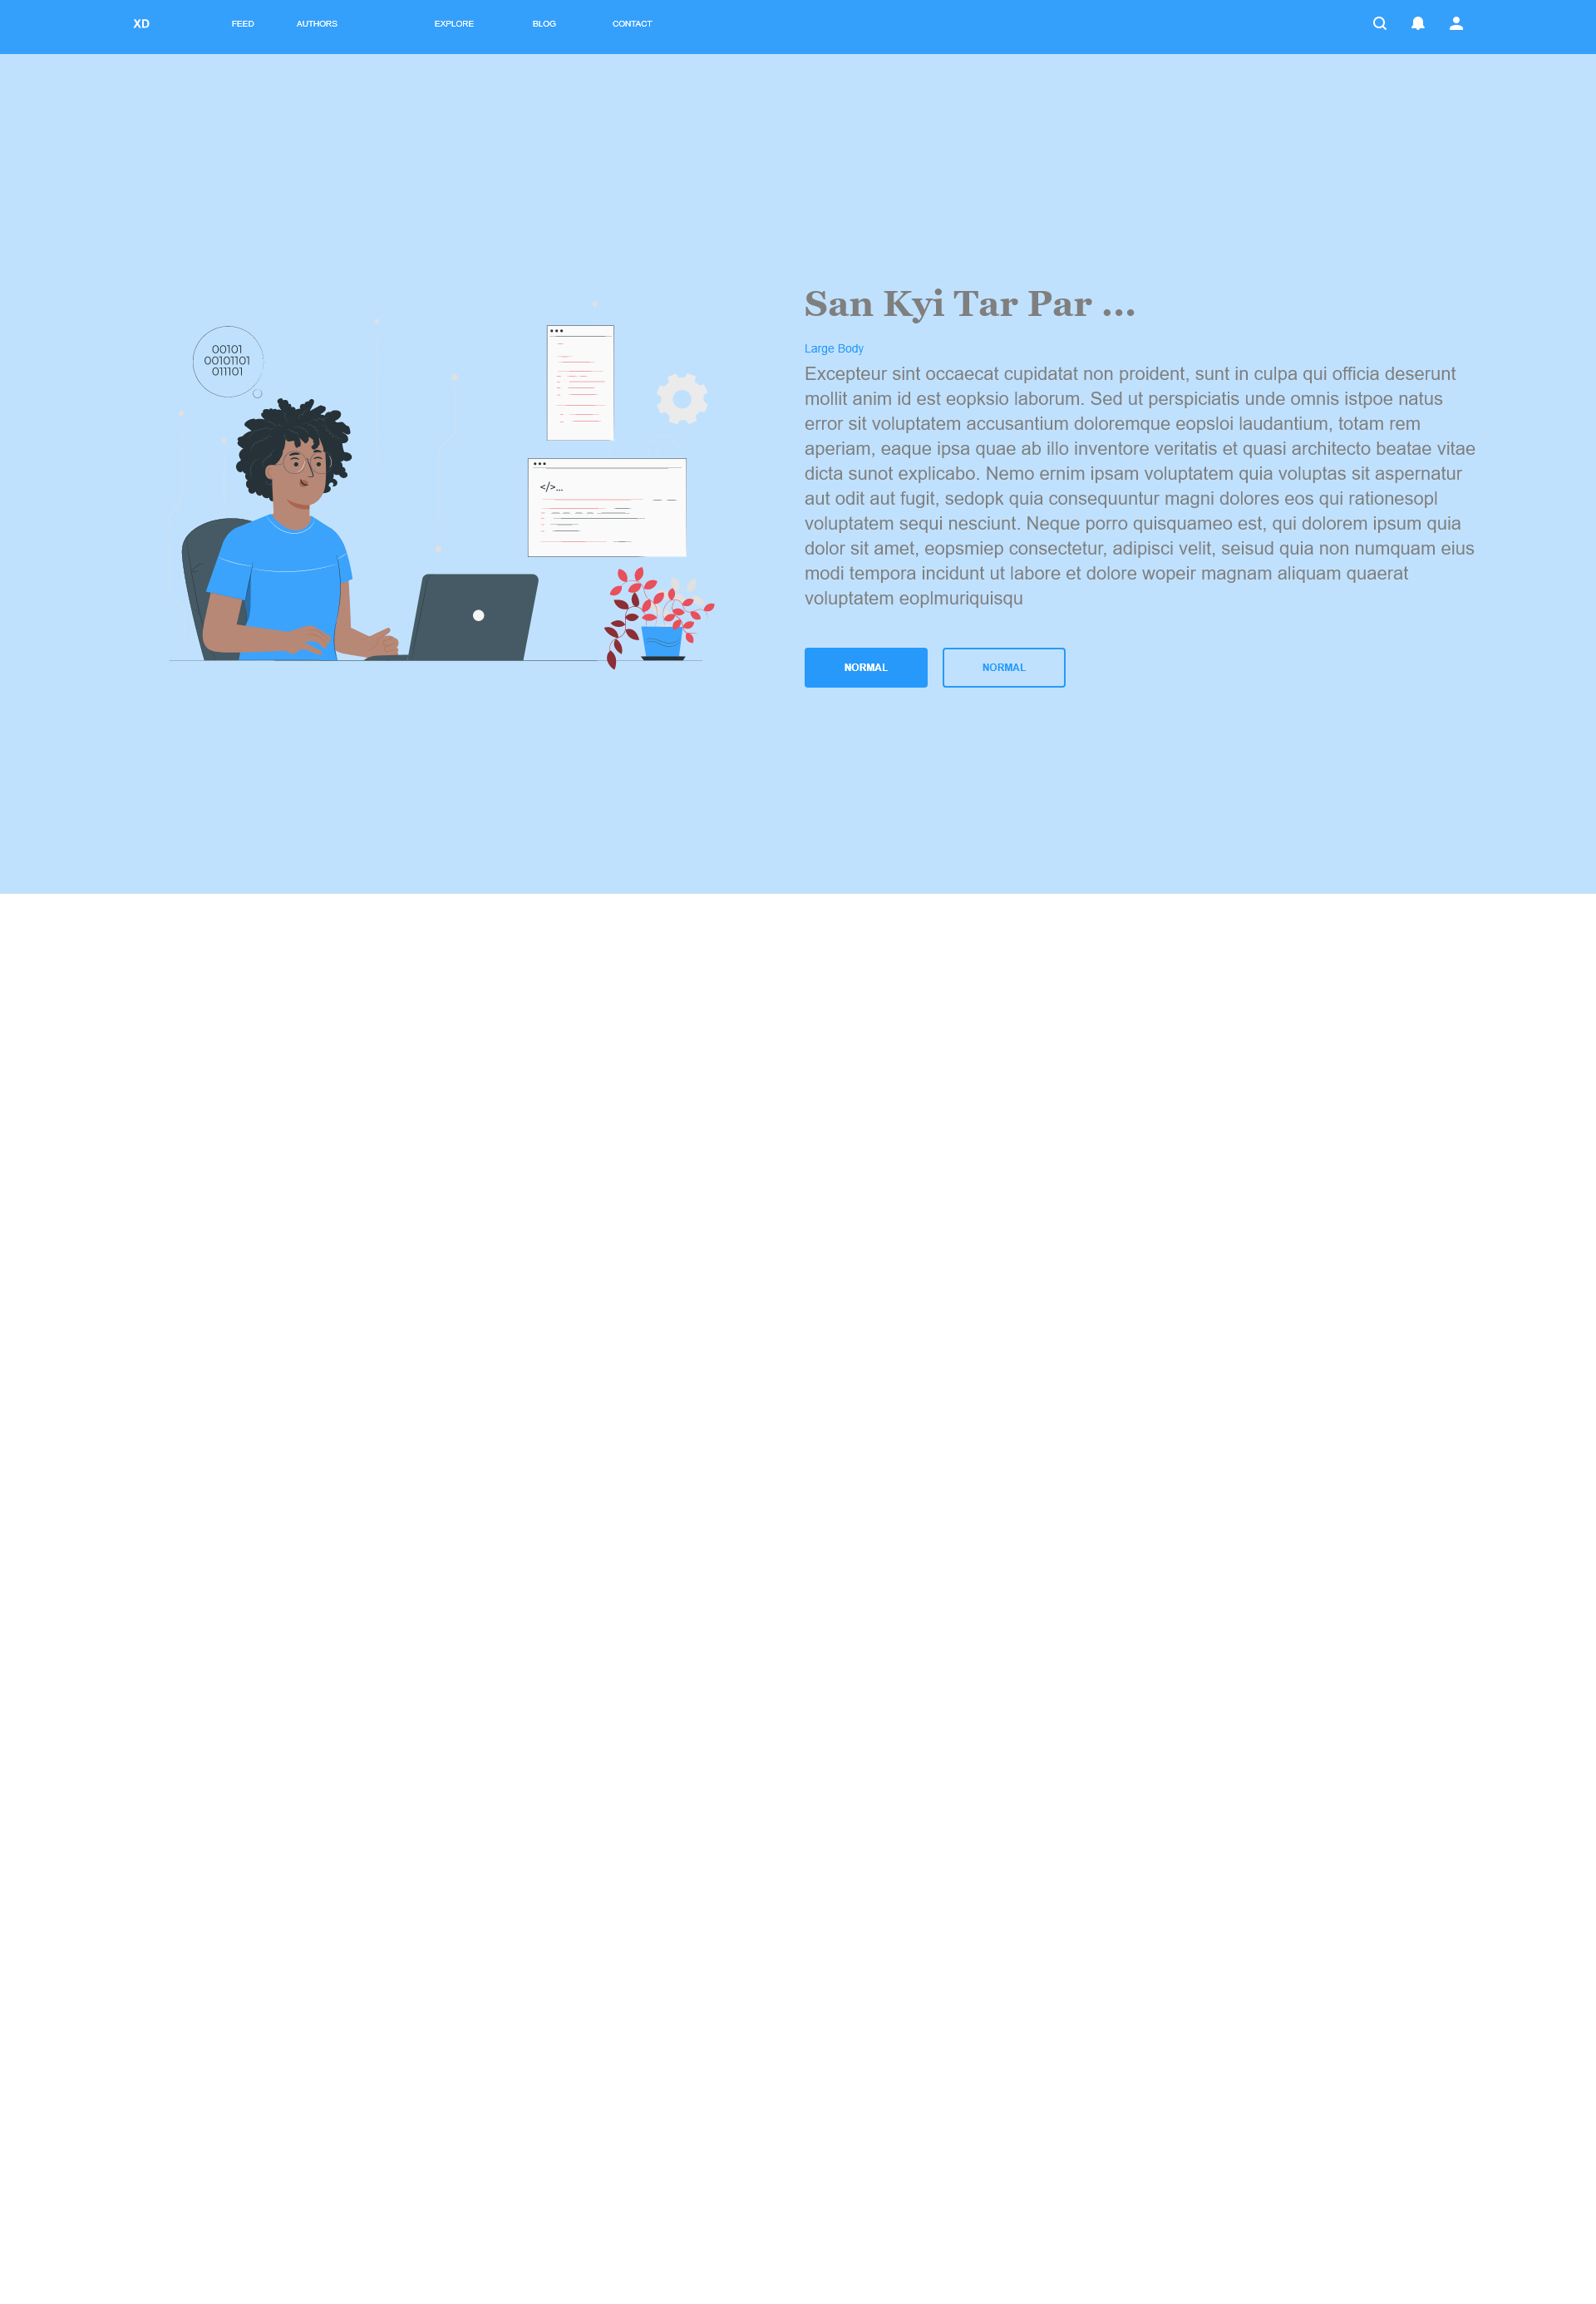 XD FEED AUTHORS EXPLORE BLOG CONTACT
00101
00101101
011101
</>...
San Kyi Tar Par ...
Large Body
Excepteur sint occaecat cupidatat non proident, sunt in culpa qui officia deserunt
mollit anim id est eopksio laborum. Sed ut perspiciatis unde omnis istpoe natus
error sit voluptatem accusantium doloremque eopsloi laudantium, totam rem
aperiam, eaque ipsa quae ab illo inventore veritatis et quasi architecto beatae vitae
dicta sunot explicabo. Nemo ernim ipsam voluptatem quia voluptas sit aspernatur
aut odit aut fugit, sedopk quia consequuntur magni dolores eos qui rationesopl
voluptatem sequi nesciunt. Neque porro quisquameo est, qui dolorem ipsum quia
dolor sit amet, eopsmiep consectetur, adipisci velit, seisud quia non numquam eius
modi tempora incidunt ut labore et dolore wopeir magnam aliquam quaerat
voluptatem eoplmuriquisqu
NORMAL NORMAL